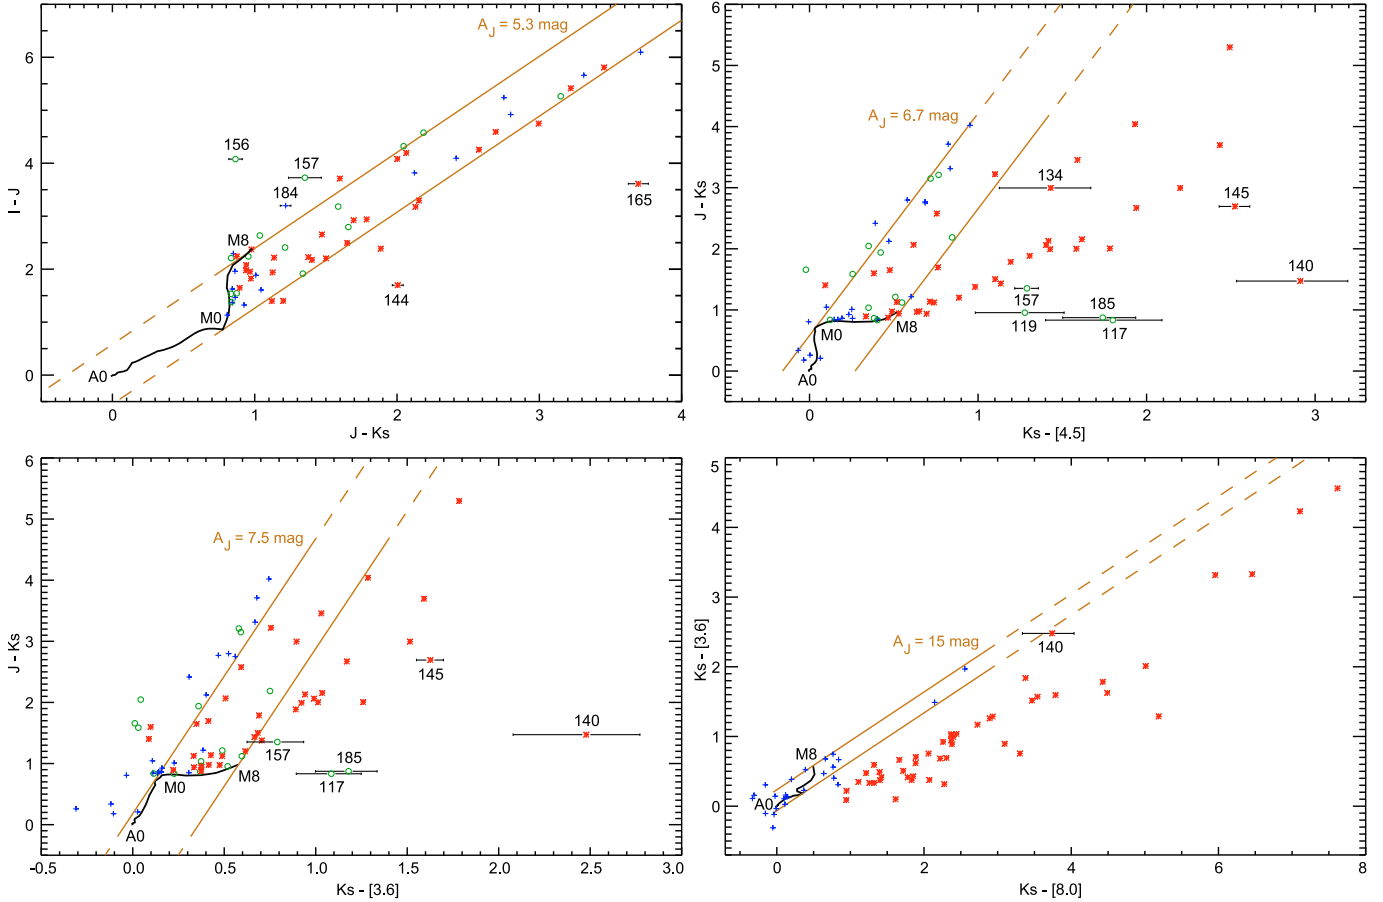 A_J = 5.3 mag
6
4
2
0
I - J
156
157
184
M8
M0
A0
165
144
0
1
2
3
4
J - Ks
6
5
4
3
2
1
0
J - Ks
A_J = 6.7 mag
134
145
140
157
119
185
117
M0
M8
A0
0
1
2
3
Ks - [4.5]
6
5
4
3
2
1
0
J - Ks
A_J = 7.5 mag
145
140
157
185
117
M0
M8
A0
-0.5
0.0
0.5
1.0
1.5
2.0
2.5
3.0
Ks - [3.6]
5
4
3
2
1
0
Ks - [3.6]
A_J = 15 mag
140
M8
A0
0
2
4
6
8
Ks - [8.0]